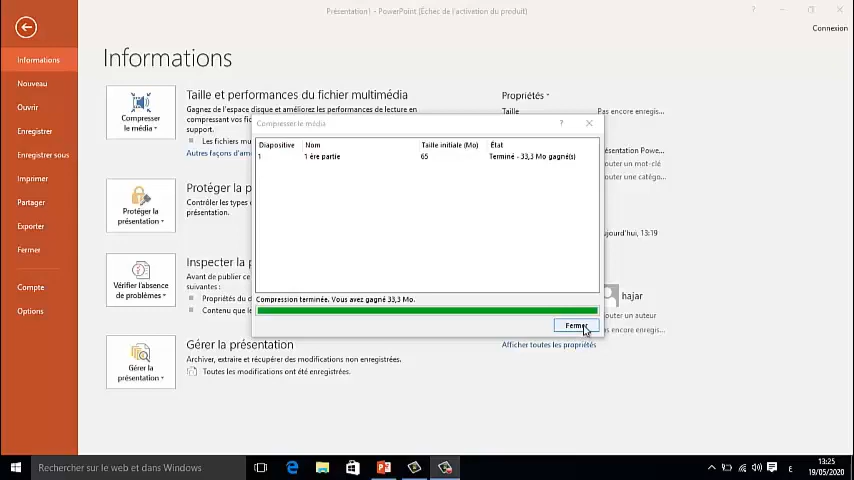 Présentation1 - PowerPoint (Échec de l'activation du produit)
?
Connexion
Informations
Nouveau
Ouvrir
Enregistrer
Enregistrer sous
Imprimer
Partager
Exporter
Fermer
Compte
Options
Informations
Compresser
le média
Taille et performances du fichier multimédia
Gagnez de l'espace disque et améliorez les performances de lecture en
compressant vos fic
support.
Les fichiers mu
Autres façons d'am
Protéger la
présentation
Protéger la p
Contrôler les types
présentation.
Vérifier l'absence
de problèmes
Inspecter la p
Avant de publier ce
suivantes :
Propriétés du d
Contenu que le
Gérer la
présentation
Gérer la présentation
Archiver, extraire et récupérer des modifications non enregistrées.
Toutes les modifications ont été enregistrées.
Propriétés
Taille
Pas encore enregis...
ésentation Powe...
outer un mot-clé
outer une catégo...
ujourd'hui, 13:19
hajar
outer un auteur
as encore enregis...
Afficher toutes les propriétés
Compresser le média
?
Diapositive Nom Taille initiale (Mo) État
1 1 ére partie 65 Terminé - 33,3 Mo gagné(s)
Compression terminée. Vous avez gagné 33,3 Mo.
Fermer
Rechercher sur le web et dans Windows
13:25
19/05/2020